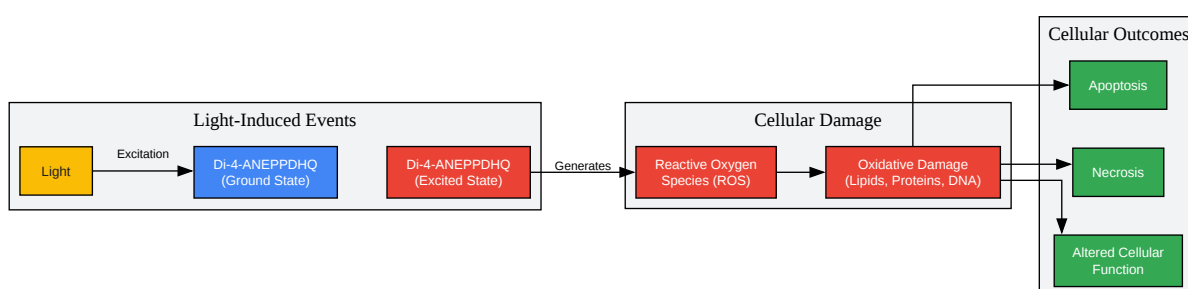 Cellular Outcomes
Light-Induced Events
Cellular Damage
Apoptosis
Light
Excitation
Di-4-ANEPPDHQ
(Ground State)
Di-4-ANEPPDHQ
(Excited State)
Generates
Reactive Oxygen
Species (ROS)
Oxidative Damage
(Lipids, Proteins, DNA)
Necrosis
Altered Cellular
Function